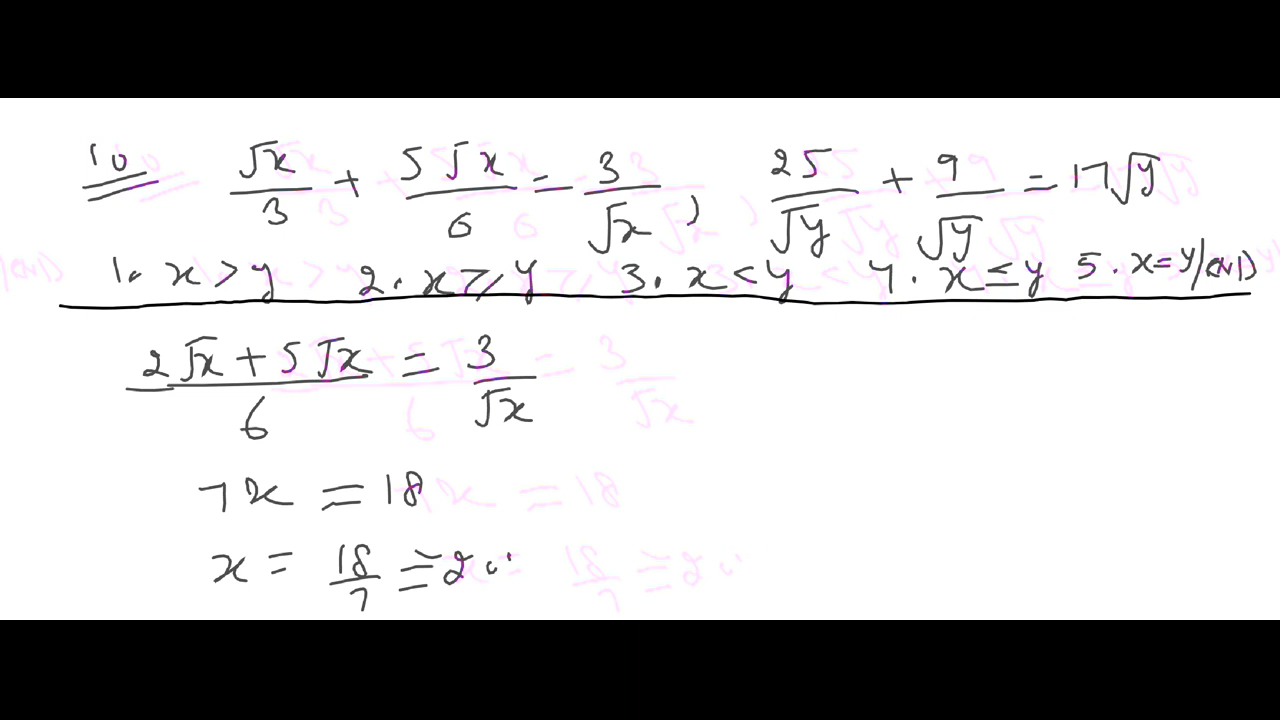 10 √x/3 + 5√x/6 = 3/√x , 25/√y + 9/√y = 17√y
1. x > y 2. x ≥ y 3. x < y 4. x ≤ y 5. x = y/(CND)
2√x + 5√x / 6 = 3/√x
7x = 18
x = 18/7 = 2..